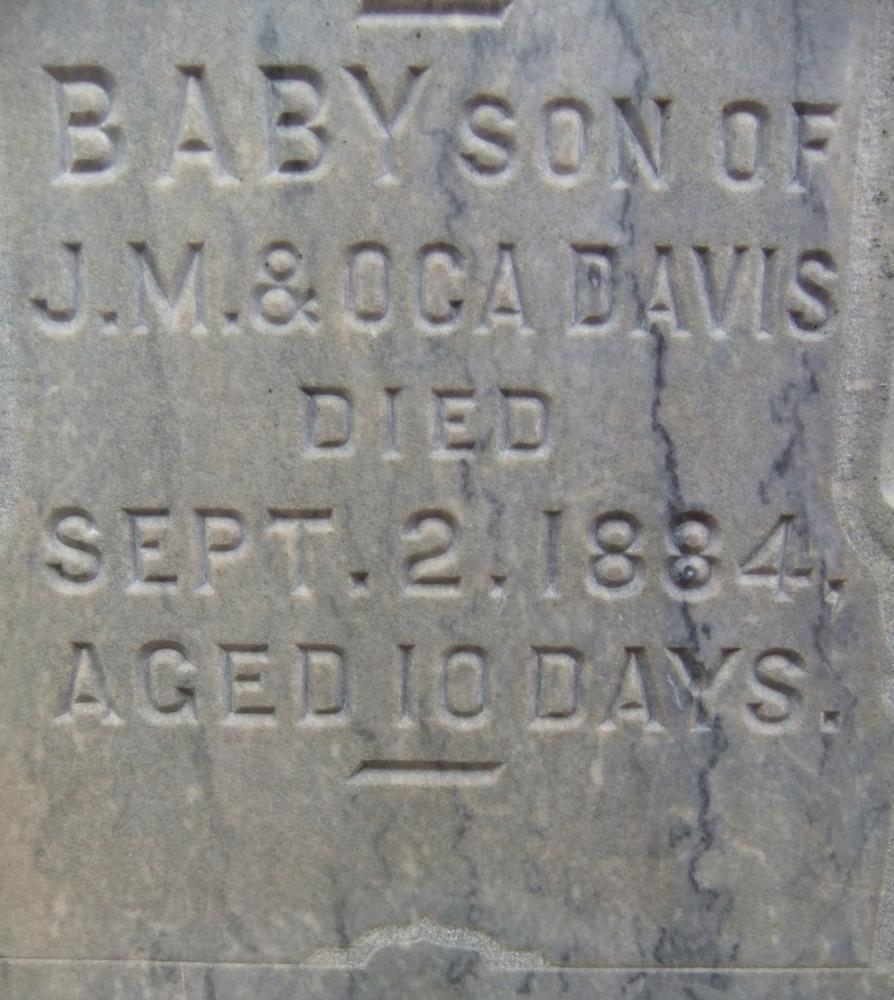 BABY SON OF
J.M. & OCA DAVIS
DIED
SEPT. 2, 1884,
AGED 10 DAYS.